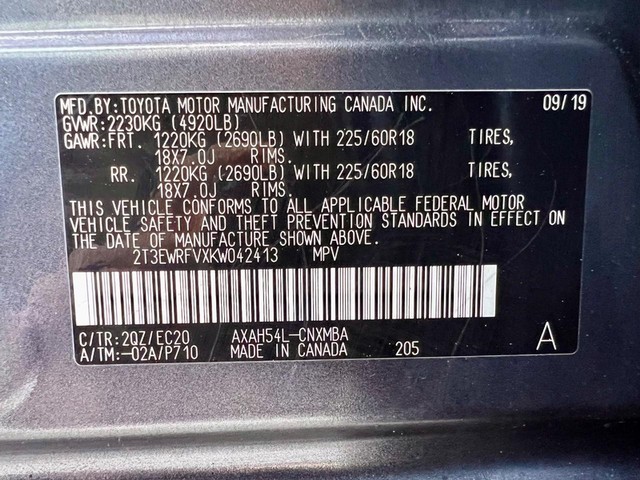 MFD.BY:TOYOTA MOTOR MANUFACTURING CANADA INC. 09/19
GVWR:2230KG (4920LB)
GAWR:FRT. 1220KG (2690LB) WITH 225/60R18 TIRES,
18X7.0J RIMS.
RR. 1220KG (2690LB) WITH 225/60R18 TIRES,
18X7.0J RIMS.
THIS VEHICLE CONFORMS TO ALL APPLICABLE FEDERAL MOTOR
VEHICLE SAFETY AND THEFT PREVENTION STANDARDS IN EFFECT ON
THE DATE OF MANUFACTURE SHOWN ABOVE.
2T3EWRFVXKW042413 MPV
C/TR:2QZ/EC20 AXAH54L-CNXMBA A
A/TM:-02A/P710 MADE IN CANADA 205